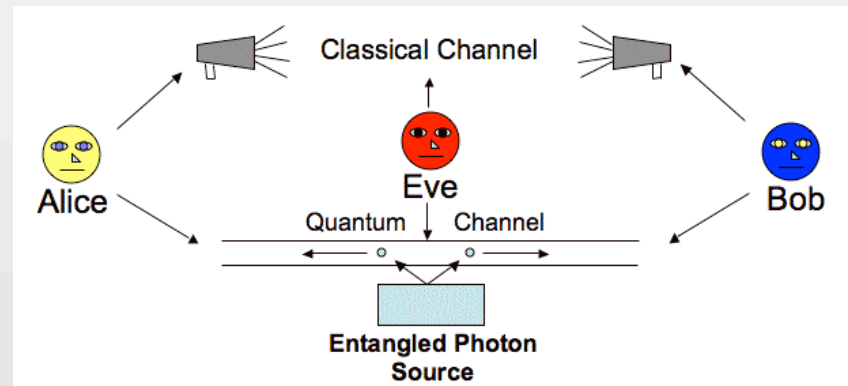 Classical Channel
Alice
Eve
Bob
Quantum Channel
Entangled Photon
Source